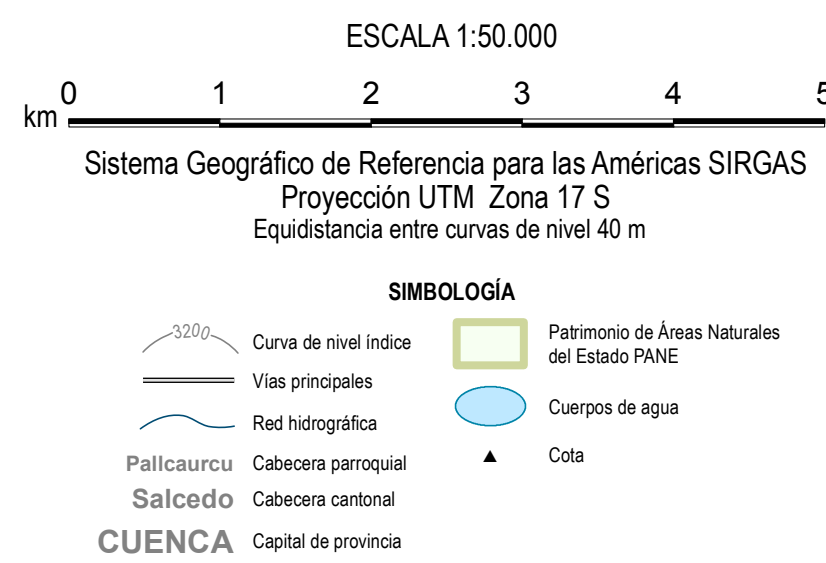 ESCALA 1:50.000
0 1 2 3 4 5
km
Sistema Geográfico de Referencia para las Américas SIRGAS
Proyección UTM Zona 17 S
Equidistancia entre curvas de nivel 40 m
SIMBOLOGÍA
3200
Curva de nivel índice
Vías principales
Red hidrográfica
Pallcaurcu Cabecera parroquial
Salcedo Cabecera cantonal
CUENCA Capital de provincia
Patrimonio de Áreas Naturales
del Estado PANE
Cuerpos de agua
Cota